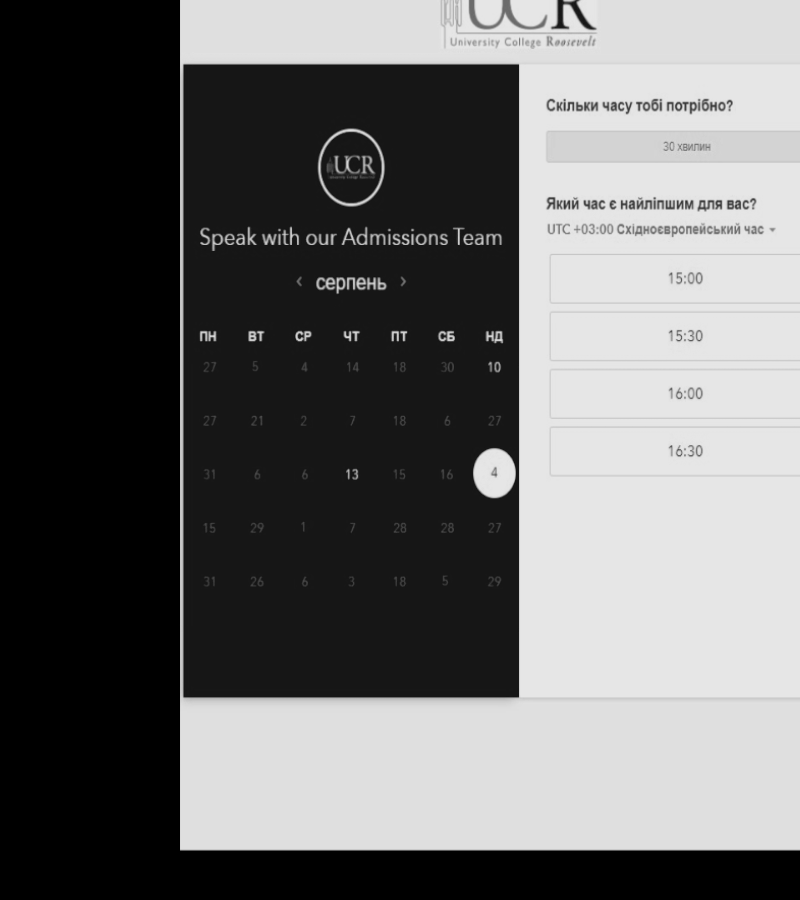 UCR
University College Roosevelt
UCR
Speak with our Admissions Team
‹ серпень ›
ПН ВТ СР ЧТ ПТ СБ НД
27 5 4 14 18 30 10
27 21 2 7 18 6 27
31 6 6 13 15 16 4
15 29 1 7 28 28 27
31 26 6 3 18 5 29
Скільки часу тобі потрібно?
30 хвилин
Який час є найліпшим для вас?
UTC +03:00 Східноєвропейський час
15:00
15:30
16:00
16:30